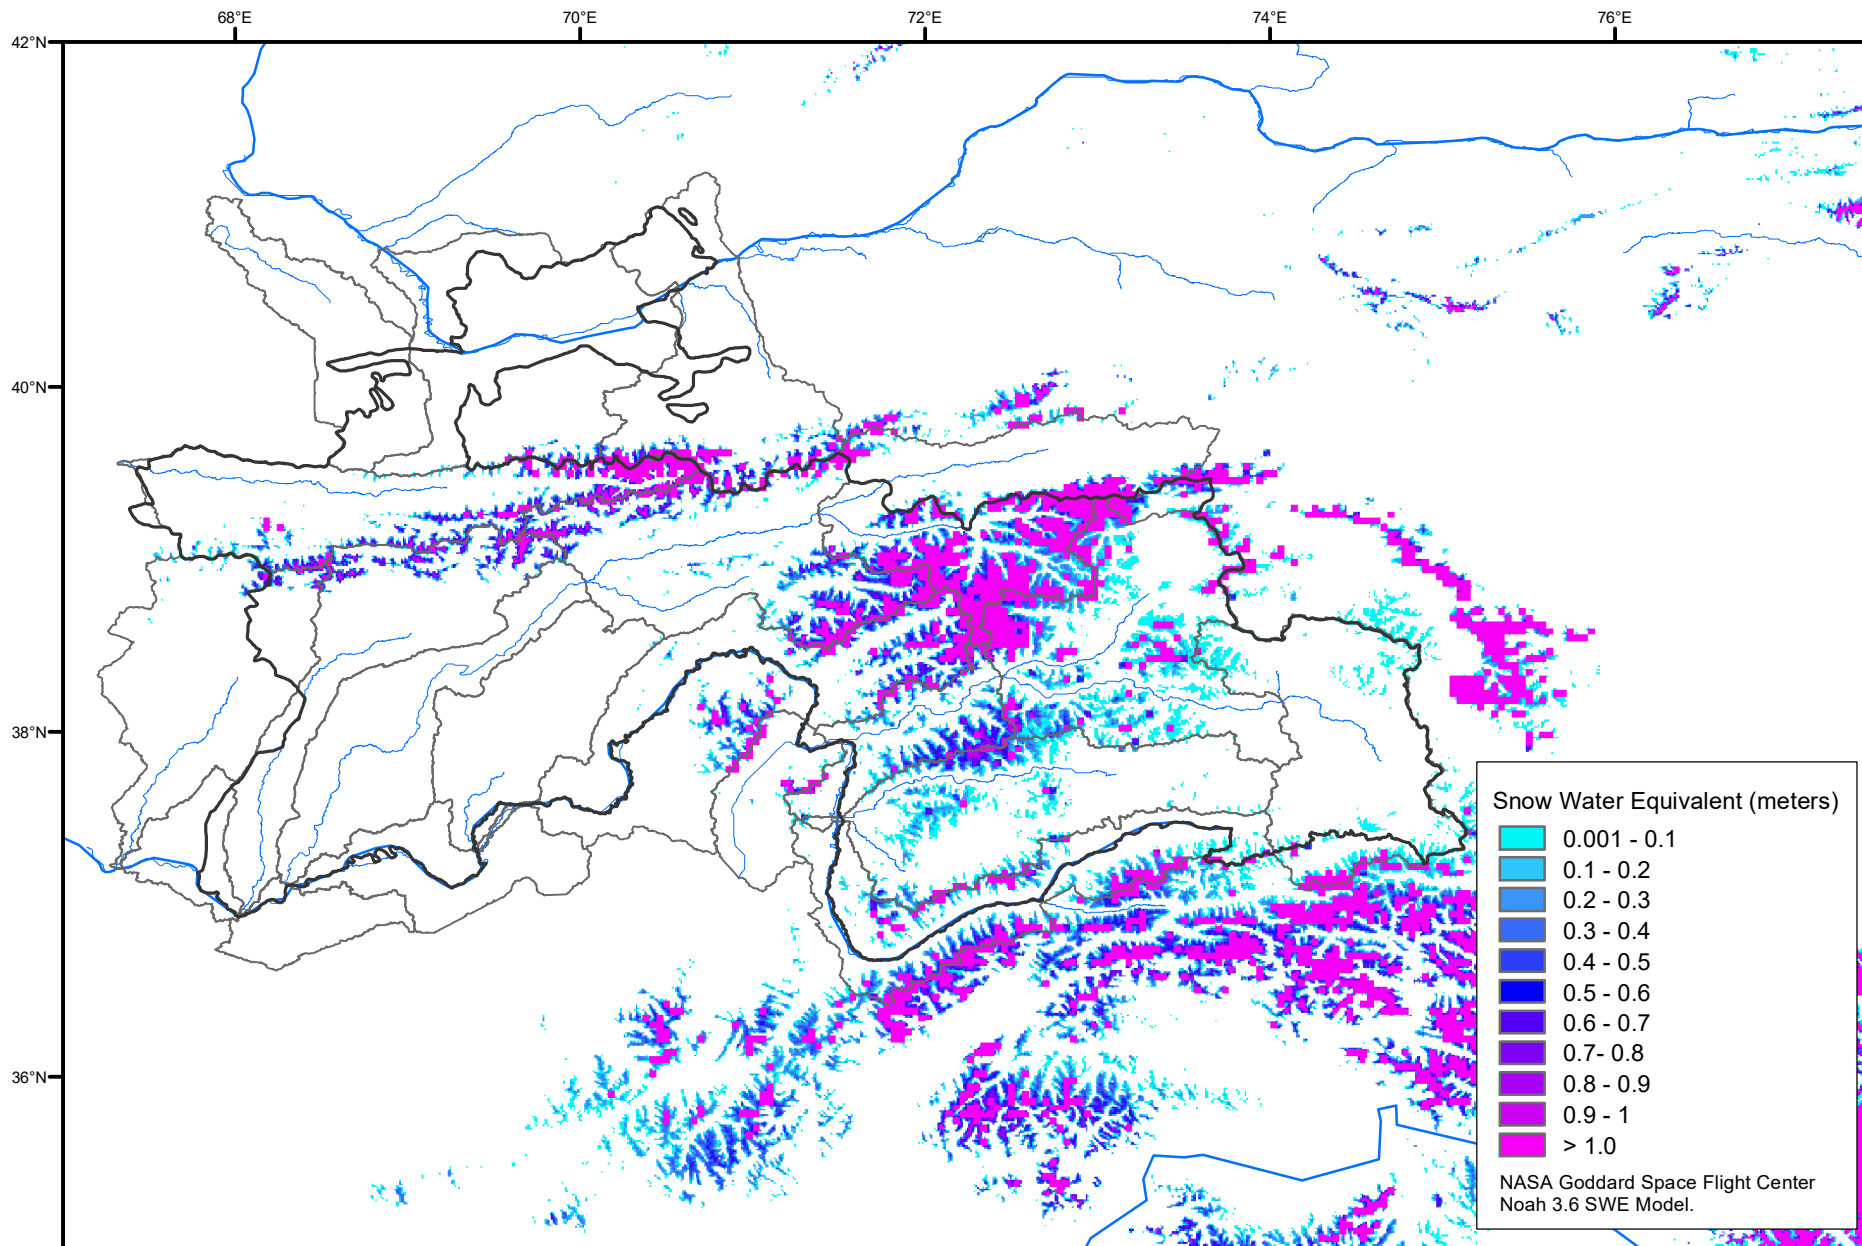 68°E 70°E 72°E 74°E 76°E
42°N
40°N
38°N
36°N
Snow Water Equivalent (meters)
0.001 - 0.1
0.1 - 0.2
0.2 - 0.3
0.3 - 0.4
0.4 - 0.5
0.5 - 0.6
0.6 - 0.7
0.7- 0.8
0.8 - 0.9
0.9 - 1
> 1.0
NASA Goddard Space Flight Center
Noah 3.6 SWE Model.